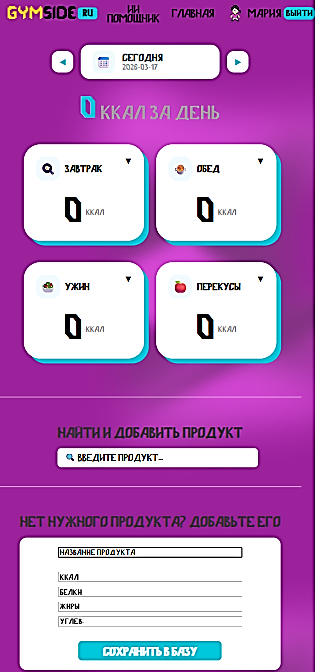 GYMSIDE RU ИИ ПОМОЩНИК ГЛАВНАЯ МАРИЯ ВЫЙТИ
◀ СЕГОДНЯ ▶
2026-03-17
0 ККАЛ ЗА ДЕНЬ
ЗАВТРАК ▼ ОБЕД ▼
0 ККАЛ 0 ККАЛ
УЖИН ▼ ПЕРЕКУСЫ ▼
0 ККАЛ 0 ККАЛ
НАЙТИ И ДОБАВИТЬ ПРОДУКТ
ВВЕДИТЕ ПРОДУКТ...
НЕТ НУЖНОГО ПРОДУКТА? ДОБАВЬТЕ ЕГО
НАЗВАНИЕ ПРОДУКТА
ККАЛ
БЕЛКИ
ЖИРЫ
УГЛЕВ.
СОХРАНИТЬ В БАЗУ